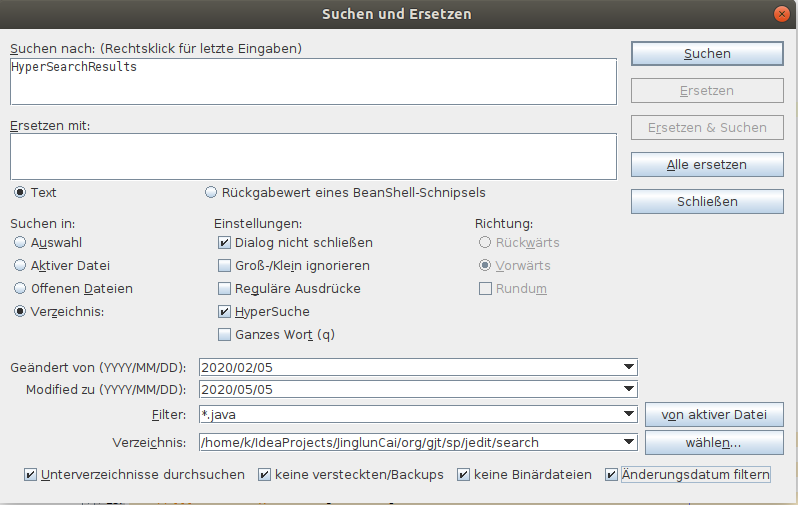 Suchen und Ersetzen
Suchen nach: (Rechtsklick für letzte Eingaben)
HyperSearchResults
Suchen
Ersetzen
Ersetzen mit:
Ersetzen & Suchen
Alle ersetzen
Text
Rückgabewert eines BeanShell-Schnipsels
Schließen
Suchen in:
Einstellungen:
Richtung:
Auswahl
Dialog nicht schließen
Rückwärts
Aktiver Datei
Groß-/Klein ignorieren
Vorwärts
Offenen Dateien
Reguläre Ausdrücke
Rundum
Verzeichnis:
HyperSuche
Ganzes Wort (q)
Geändert von (YYYY/MM/DD): 2020/02/05
Modified zu (YYYY/MM/DD): 2020/05/05
Filter: *.java
von aktiver Datei
Verzeichnis: /home/k/IdeaProjects/JinglunCai/org/gjt/sp/jedit/search
wählen...
Unterverzeichnisse durchsuchen
keine versteckten/Backups
keine Binärdateien
Änderungsdatum filtern